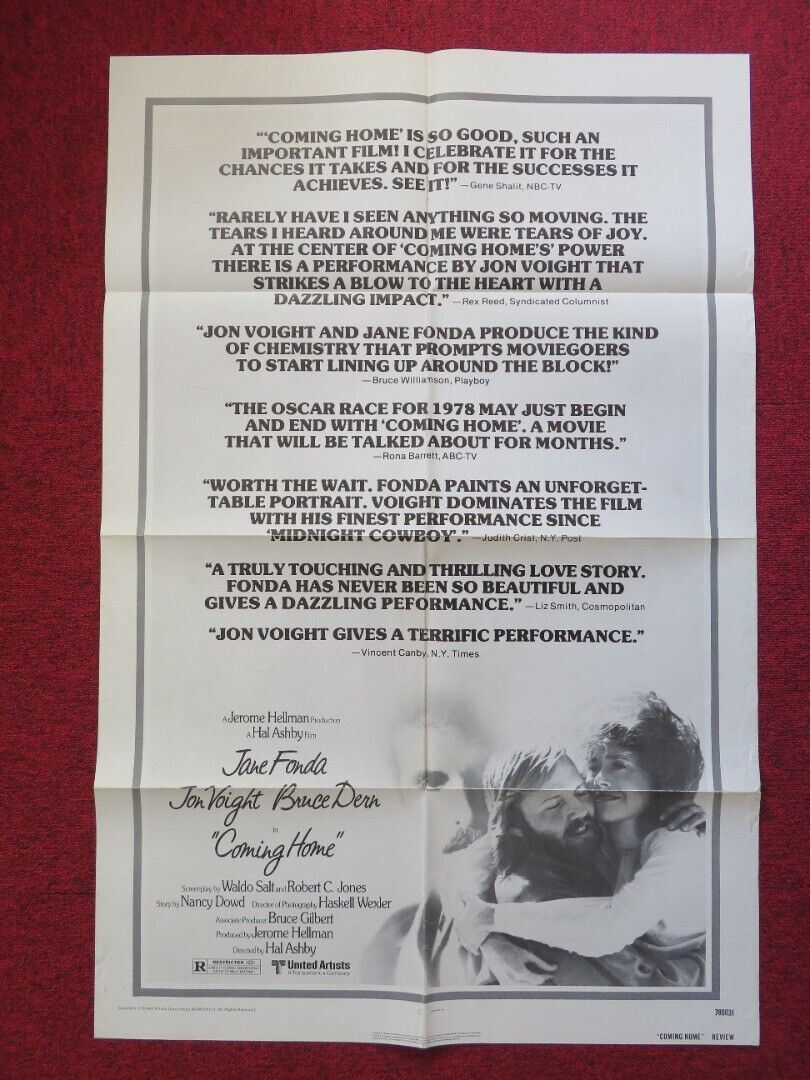 “‘COMING HOME’ IS SO GOOD, SUCH AN
IMPORTANT FILM! I CELEBRATE IT FOR THE
CHANCES IT TAKES AND FOR THE SUCCESSES IT
ACHIEVES. SEE IT!” —Gene Shalit, NBC-TV
“RARELY HAVE I SEEN ANYTHING SO MOVING. THE
TEARS I HEARD AROUND ME WERE TEARS OF JOY.
AT THE CENTER OF ‘COMING HOME’S’ POWER
THERE IS A PERFORMANCE BY JON VOIGHT THAT
STRIKES A BLOW TO THE HEART WITH A
DAZZLING IMPACT.” —Rex Reed, Syndicated Columnist
“JON VOIGHT AND JANE FONDA PRODUCE THE KIND
OF CHEMISTRY THAT PROMPTS MOVIEGOERS
TO START LINING UP AROUND THE BLOCK!”
—Bruce Williamson, Playboy
“THE OSCAR RACE FOR 1978 MAY JUST BEGIN
AND END WITH ‘COMING HOME’. A MOVIE
THAT WILL BE TALKED ABOUT FOR MONTHS.”
—Rona Barrett, ABC-TV
“WORTH THE WAIT. FONDA PAINTS AN UNFORGET-
TABLE PORTRAIT. VOIGHT DOMINATES THE FILM
WITH HIS FINEST PERFORMANCE SINCE
‘MIDNIGHT COWBOY’.” —Judith Crist, N.Y. Post
“A TRULY TOUCHING AND THRILLING LOVE STORY.
FONDA HAS NEVER BEEN SO BEAUTIFUL AND
GIVES A DAZZLING PEFORMANCE.” —Liz Smith, Cosmopolitan
“JON VOIGHT GIVES A TERRIFIC PERFORMANCE.”
—Vincent Canby, N.Y. Times
A Jerome Hellman Production
A Hal Ashby Film
Jane Fonda
Jon Voight Bruce Dern
in
"Coming Home"
Screenplay by Waldo Salt and Robert C. Jones
Story by Nancy Dowd Director of Photography Haskell Wexler
Associate Producer Bruce Gilbert
Produced by Jerome Hellman
Directed by Hal Ashby
R RESTRICTED
United Artists
A Transamerica Company
780031
"COMING HOME" REVIEW